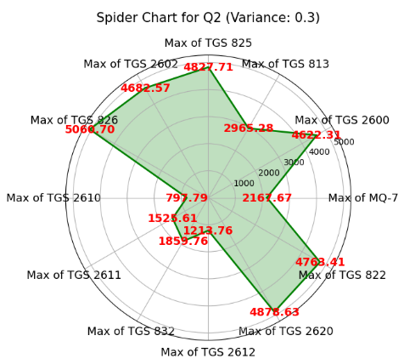 Spider Chart for Q2 (Variance: 0.3)
Max of TGS 825
Max of TGS 2602
Max of TGS 813
4827.71
4682.57
Max of TGS 826
5066.70
2965.28
Max of TGS 2600
4622.31
5000
4000
3000
2000
1000
Max of TGS 2610
797.79
2167.67
Max of MQ-7
1525.61
1213.76
1859.76
4763.41
Max of TGS 2611
Max of TGS 822
4878.63
Max of TGS 832
Max of TGS 2620
Max of TGS 2612